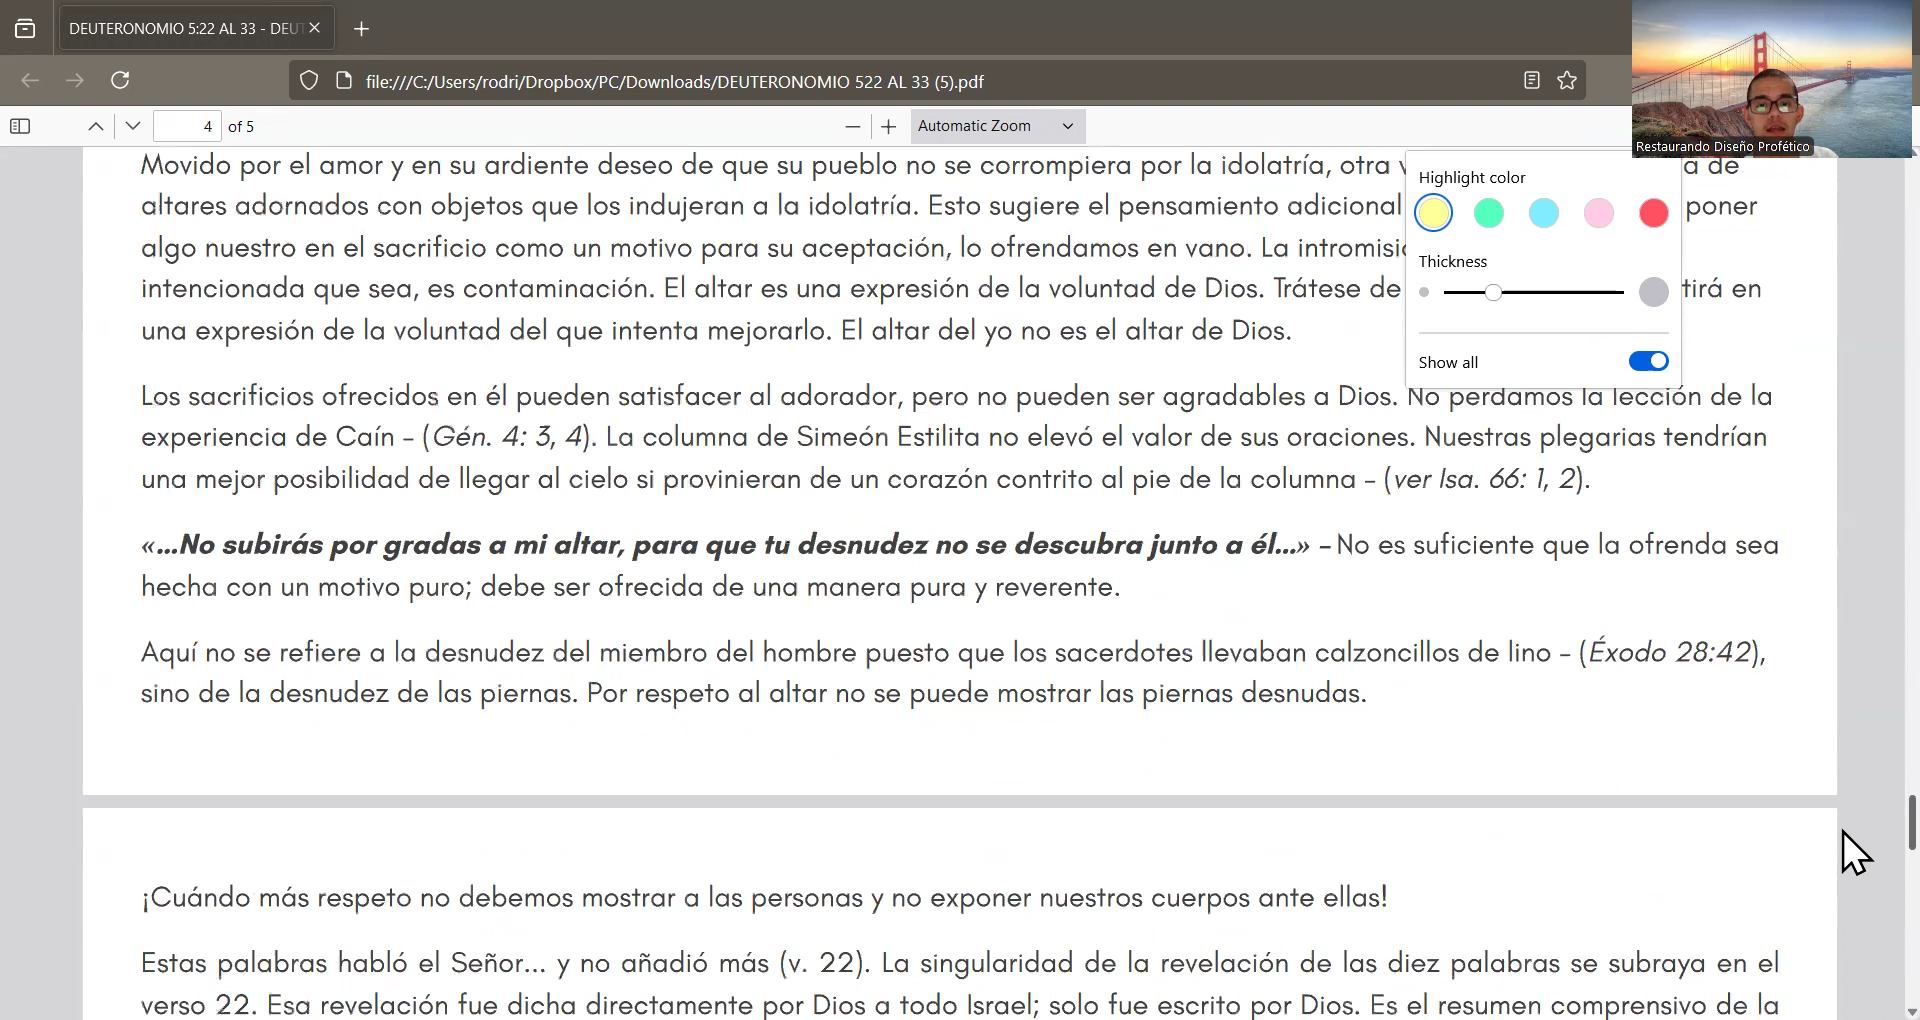 DEUTERONOMIO 5:22 AL 33 - DEUT
file:///C:/Users/rodri/Dropbox/PC/Downloads/DEUTERONOMIO 522 AL 33 (5).pdf
4 of 5
Automatic Zoom
Restaurando Diseño Profético
Highlight color
Thickness
Show all
Movido por el amor y en su ardiente deseo de que su pueblo no se corrompiera por la idolatría, otra de
altares adornados con objetos que los indujeran a la idolatría. Esto sugiere el pensamiento adicional poner
algo nuestro en el sacrificio como un motivo para su aceptación, lo ofrendamos en vano. La
intencionada que sea, es contaminación. El altar es una expresión de la voluntad de Dios. Trátese de tirá en
una expresión de la voluntad del que intenta mejorarlo. El altar del yo no es el altar de Dios.
Los sacrificios ofrecidos en él pueden satisfacer al adorador, pero no pueden ser agradables a Dios. No perdamos la lección de la
experiencia de Caín – (Gén. 4: 3, 4). La columna de Simeón Estilita no elevó el valor de sus oraciones. Nuestras plegarias tendrían
una mejor posibilidad de llegar al cielo si provinieran de un corazón contrito al pie de la columna – (ver Isa. 66: 1, 2).
«...No subirás por gradas a mi altar, para que tu desnudez no se descubra junto a él...» – No es suficiente que la ofrenda sea
hecha con un motivo puro; debe ser ofrecida de una manera pura y reverente.
Aquí no se refiere a la desnudez del miembro del hombre puesto que los sacerdotes llevaban calzoncillos de lino – (Éxodo 28:42),
sino de la desnudez de las piernas. Por respeto al altar no se puede mostrar las piernas desnudas.
¡Cuándo más respeto no debemos mostrar a las personas y no exponer nuestros cuerpos ante ellas!
Estas palabras habló el Señor... y no añadió más (v. 22). La singularidad de la revelación de las diez palabras se subraya en el
verso 22. Esa revelación fue dicha directamente por Dios a todo Israel; solo fue escrito por Dios. Es el resumen comprensivo de la